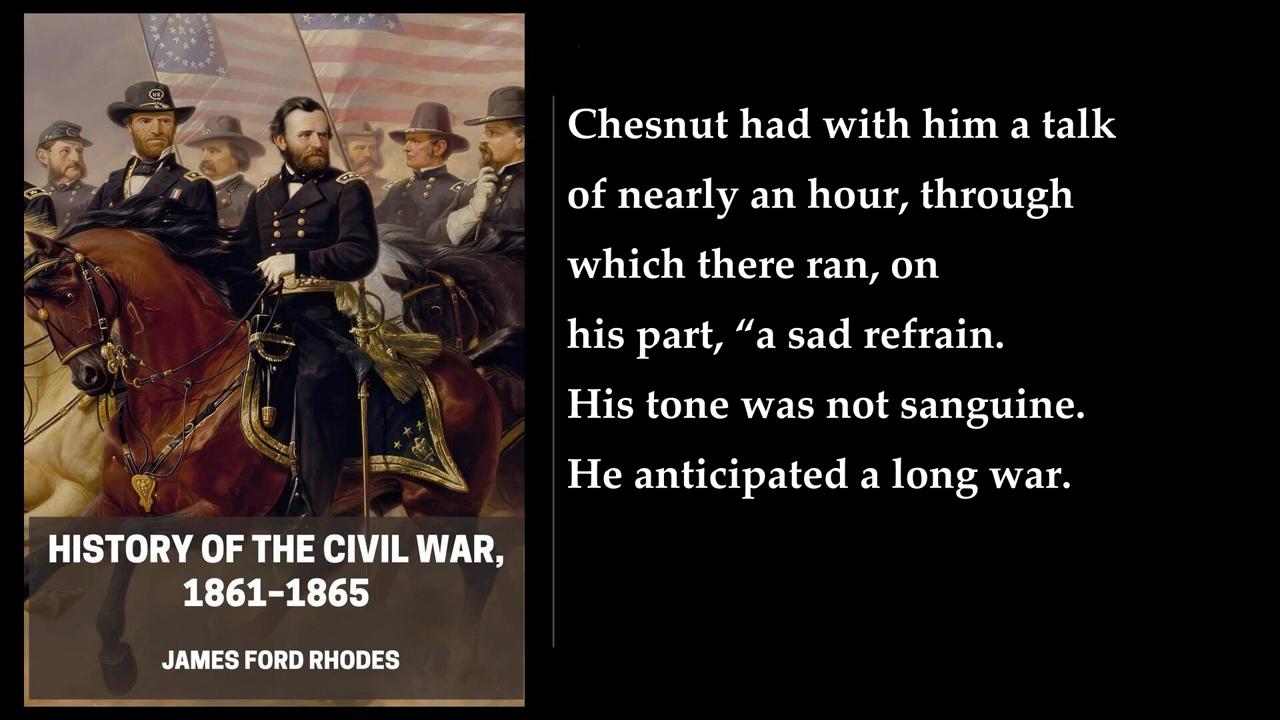 HISTORY OF THE CIVIL WAR,
1861–1865
JAMES FORD RHODES
Chesnut had with him a talk
of nearly an hour, through
which there ran, on
his part, “a sad refrain.
His tone was not sanguine.
He anticipated a long war.